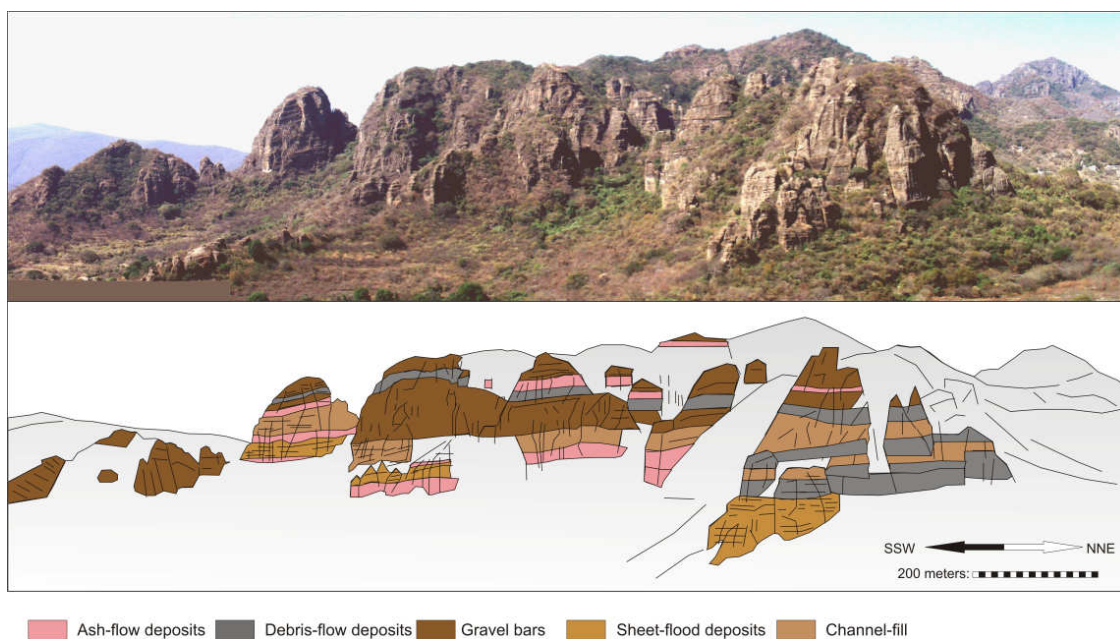 SSW NNE
200 meters:
Ash-flow deposits Debris-flow deposits Gravel bars Sheet-flood deposits Channel-fill